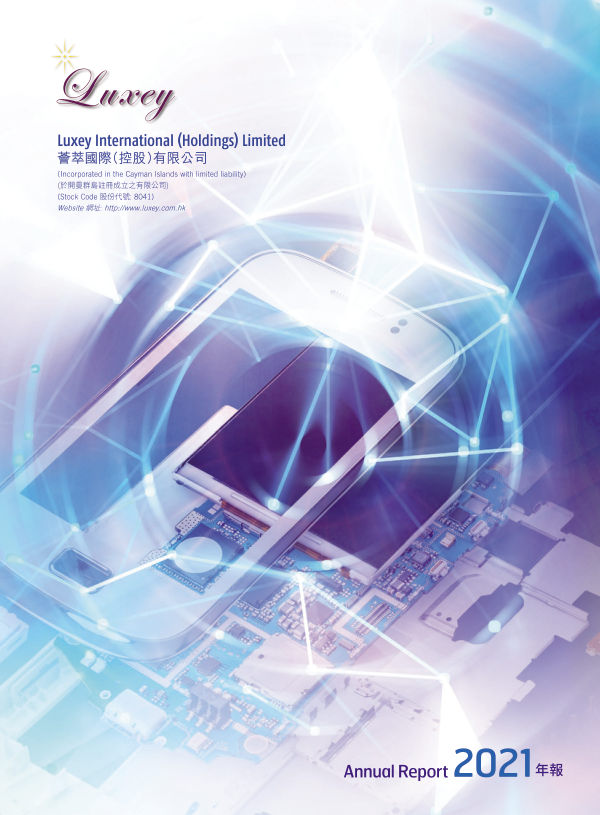 Luxey
Luxey International (Holdings) Limited
薈萃國際(控股)有限公司
(Incorporated in the Cayman Islands with limited liability)
(於開曼群島註冊成立之有限公司)
(Stock Code 股份代號: 8041)
Website 網址: http://www.luxey.com.hk
Annual Report 2021 年報